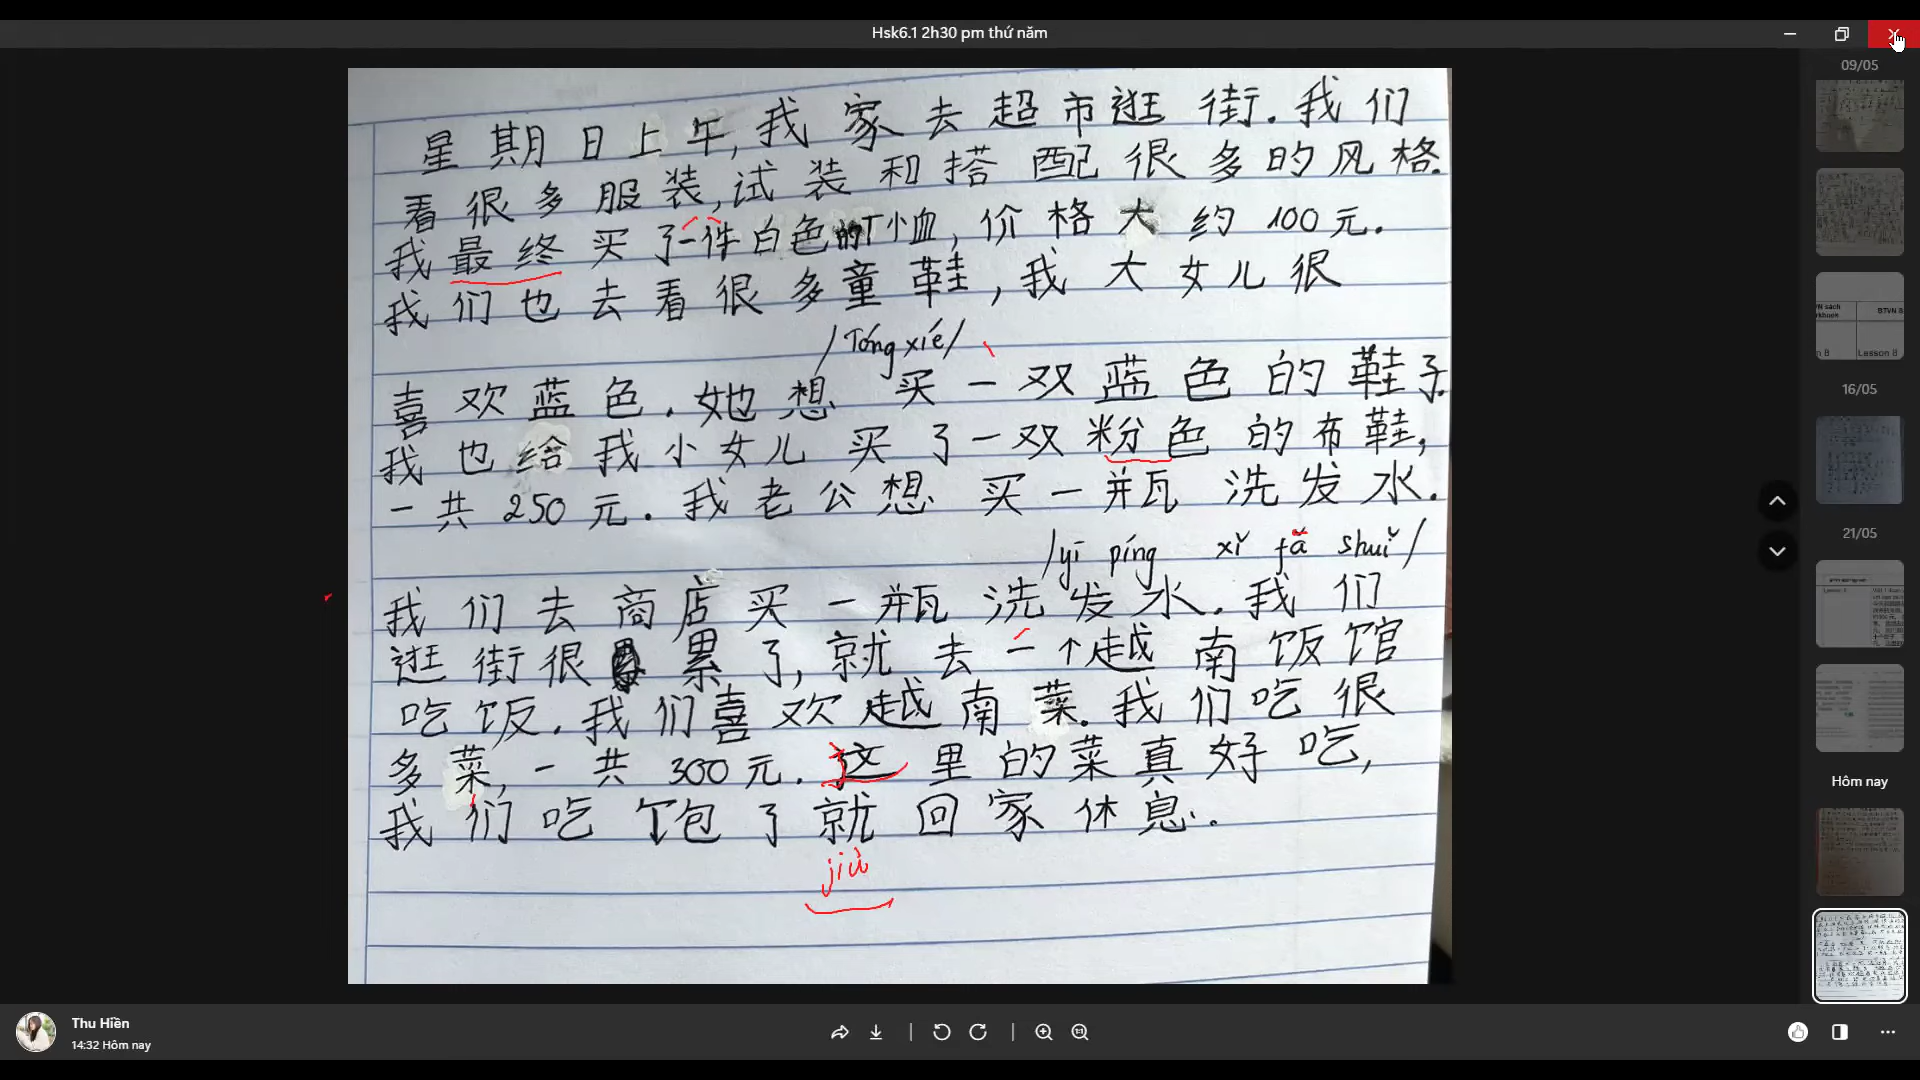 Hsk6.1 2h30 pm thứ năm
09/05
星期日上午,我家去超市逛街.我们
看很多服装,试装和搭配很多的风格.
我最终买了一件白色的T恤,价格大约100元.
我们也去看很多童鞋,我大女儿很
/Tóng xié/
喜欢蓝色.她想买一双蓝色的鞋子.
我也给我小女儿买了一双粉色的布鞋,
一共250元.我老公想买一瓶洗发水.
/yī píng xǐ fǎ shuǐ/
我们去商店买一瓶洗发水.我们
逛街很累了,就去一个越南饭馆
吃饭.我们喜欢越南菜.我们吃很
多菜,一共300元.这里的菜真好吃,
我们吃饱了就回家休息.
jiù
BTVN S
Lesson 8
16/05
21/05
Hôm nay
Thu Hiền
14:32 Hôm nay